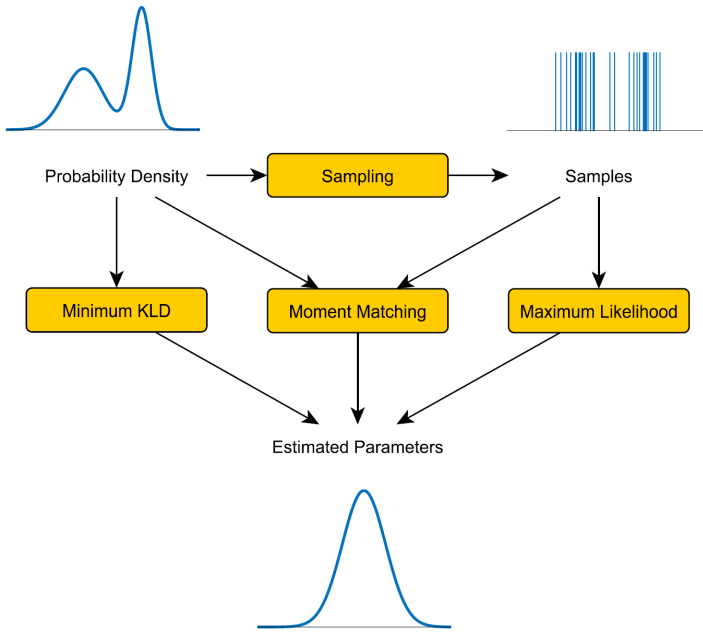 Probability Density
Sampling
Samples
Minimum KLD
Moment Matching
Maximum Likelihood
Estimated Parameters